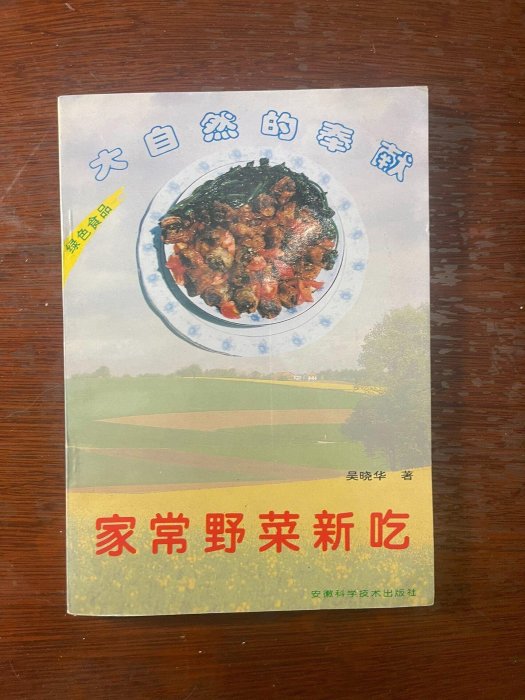 大自然的奉献
绿色食品
吴晓华 著
家常野菜新吃
安徽科学技术出版社